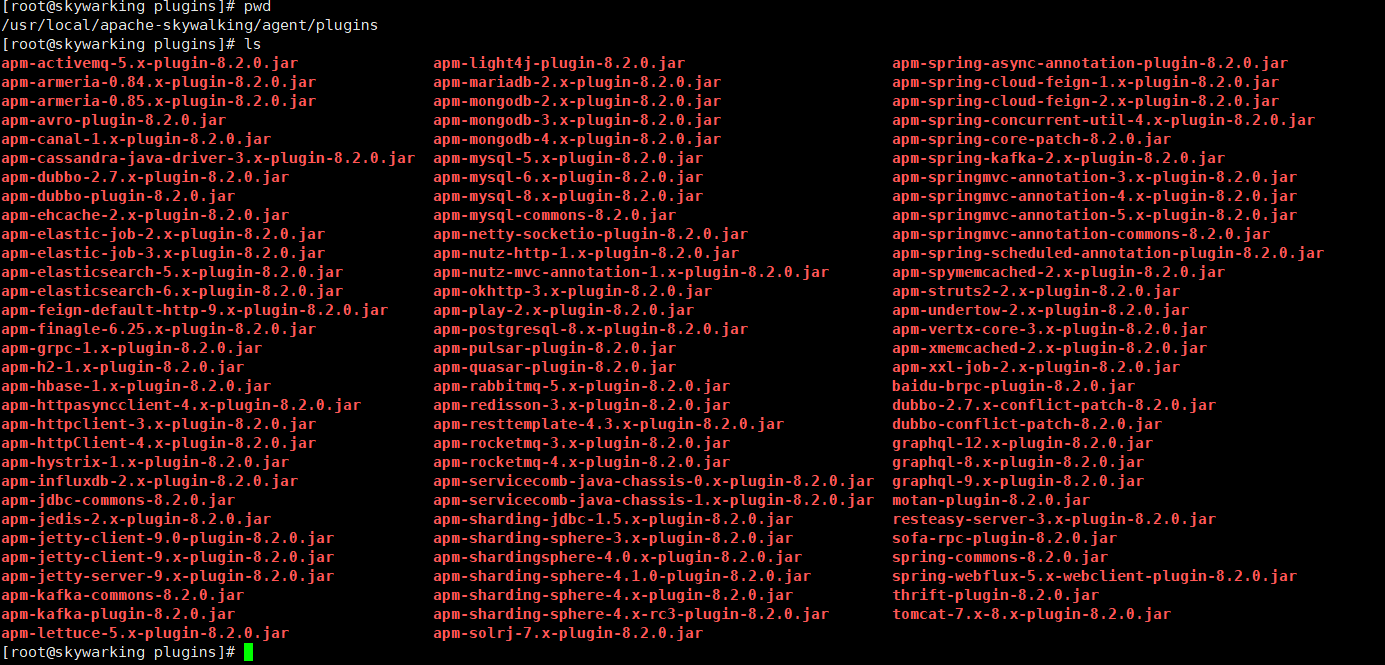 [root@skywarking plugins]# pwd
/usr/local/apache-skywalking/agent/plugins
[root@skywarking plugins]# ls
apm-activemq-5.x-plugin-8.2.0.jar apm-light4j-plugin-8.2.0.jar apm-spring-async-annotation-plugin-8.2.0.jar
apm-armeria-0.84.x-plugin-8.2.0.jar apm-mariadb-2.x-plugin-8.2.0.jar apm-spring-cloud-feign-1.x-plugin-8.2.0.jar
apm-armeria-0.85.x-plugin-8.2.0.jar apm-mongodb-2.x-plugin-8.2.0.jar apm-spring-cloud-feign-2.x-plugin-8.2.0.jar
apm-avro-plugin-8.2.0.jar apm-mongodb-3.x-plugin-8.2.0.jar apm-spring-concurrent-util-4.x-plugin-8.2.0.jar
apm-canal-1.x-plugin-8.2.0.jar apm-mongodb-4.x-plugin-8.2.0.jar apm-spring-core-patch-8.2.0.jar
apm-cassandra-java-driver-3.x-plugin-8.2.0.jar apm-mysql-5.x-plugin-8.2.0.jar apm-spring-kafka-2.x-plugin-8.2.0.jar
apm-dubbo-2.7.x-plugin-8.2.0.jar apm-mysql-6.x-plugin-8.2.0.jar apm-springmvc-annotation-3.x-plugin-8.2.0.jar
apm-dubbo-plugin-8.2.0.jar apm-mysql-8.x-plugin-8.2.0.jar apm-springmvc-annotation-4.x-plugin-8.2.0.jar
apm-ehcache-2.x-plugin-8.2.0.jar apm-mysql-commons-8.2.0.jar apm-springmvc-annotation-5.x-plugin-8.2.0.jar
apm-elastic-job-2.x-plugin-8.2.0.jar apm-netty-socketio-plugin-8.2.0.jar apm-springmvc-annotation-commons-8.2.0.jar
apm-elastic-job-3.x-plugin-8.2.0.jar apm-nutz-http-1.x-plugin-8.2.0.jar apm-spring-scheduled-annotation-plugin-8.2.0.jar
apm-elasticsearch-5.x-plugin-8.2.0.jar apm-nutz-mvc-annotation-1.x-plugin-8.2.0.jar apm-spymemcached-2.x-plugin-8.2.0.jar
apm-elasticsearch-6.x-plugin-8.2.0.jar apm-okhttp-3.x-plugin-8.2.0.jar apm-struts2-2.x-plugin-8.2.0.jar
apm-feign-default-http-9.x-plugin-8.2.0.jar apm-play-2.x-plugin-8.2.0.jar apm-undertow-2.x-plugin-8.2.0.jar
apm-finagle-6.25.x-plugin-8.2.0.jar apm-postgresql-8.x-plugin-8.2.0.jar apm-vertx-core-3.x-plugin-8.2.0.jar
apm-grpc-1.x-plugin-8.2.0.jar apm-pulsar-plugin-8.2.0.jar apm-xmemcached-2.x-plugin-8.2.0.jar
apm-h2-1.x-plugin-8.2.0.jar apm-quasar-plugin-8.2.0.jar apm-xxl-job-2.x-plugin-8.2.0.jar
apm-hbase-1.x-plugin-8.2.0.jar apm-rabbitmq-5.x-plugin-8.2.0.jar baidu-brpc-plugin-8.2.0.jar
apm-httpasyncclient-4.x-plugin-8.2.0.jar apm-redisson-3.x-plugin-8.2.0.jar dubbo-2.7.x-conflict-patch-8.2.0.jar
apm-httpclient-3.x-plugin-8.2.0.jar apm-resttemplate-4.3.x-plugin-8.2.0.jar dubbo-conflict-patch-8.2.0.jar
apm-httpClient-4.x-plugin-8.2.0.jar apm-rocketmq-3.x-plugin-8.2.0.jar graphql-12.x-plugin-8.2.0.jar
apm-hystrix-1.x-plugin-8.2.0.jar apm-rocketmq-4.x-plugin-8.2.0.jar graphql-8.x-plugin-8.2.0.jar
apm-influxdb-2.x-plugin-8.2.0.jar apm-servicecomb-java-chassis-0.x-plugin-8.2.0.jar graphql-9.x-plugin-8.2.0.jar
apm-jdbc-commons-8.2.0.jar apm-servicecomb-java-chassis-1.x-plugin-8.2.0.jar motan-plugin-8.2.0.jar
apm-jedis-2.x-plugin-8.2.0.jar apm-sharding-jdbc-1.5.x-plugin-8.2.0.jar resteasy-server-3.x-plugin-8.2.0.jar
apm-jetty-client-9.0-plugin-8.2.0.jar apm-sharding-sphere-3.x-plugin-8.2.0.jar sofa-rpc-plugin-8.2.0.jar
apm-jetty-client-9.x-plugin-8.2.0.jar apm-shardingsphere-4.0.x-plugin-8.2.0.jar spring-commons-8.2.0.jar
apm-jetty-server-9.x-plugin-8.2.0.jar apm-sharding-sphere-4.1.0-plugin-8.2.0.jar spring-webflux-5.x-webclient-plugin-8.2.0.jar
apm-kafka-commons-8.2.0.jar apm-sharding-sphere-4.x-plugin-8.2.0.jar thrift-plugin-8.2.0.jar
apm-kafka-plugin-8.2.0.jar apm-sharding-sphere-4.x-rc3-plugin-8.2.0.jar tomcat-7.x-8.x-plugin-8.2.0.jar
apm-lettuce-5.x-plugin-8.2.0.jar apm-solrj-7.x-plugin-8.2.0.jar
[root@skywarking plugins]#